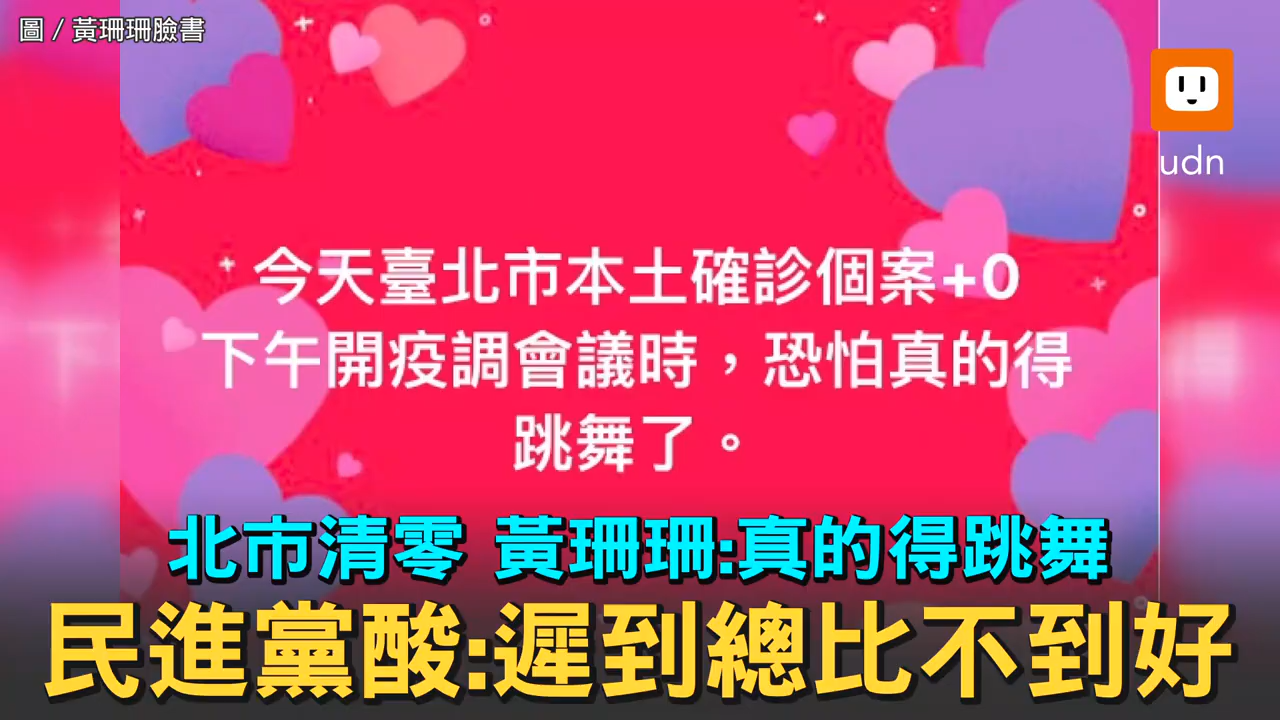 圖／黃珊珊臉書
udn
今天臺北市本土確診個案+0
下午開疫調會議時，恐怕真的得
跳舞了。
北市清零 黃珊珊:真的得跳舞
民進黨酸:遲到總比不到好